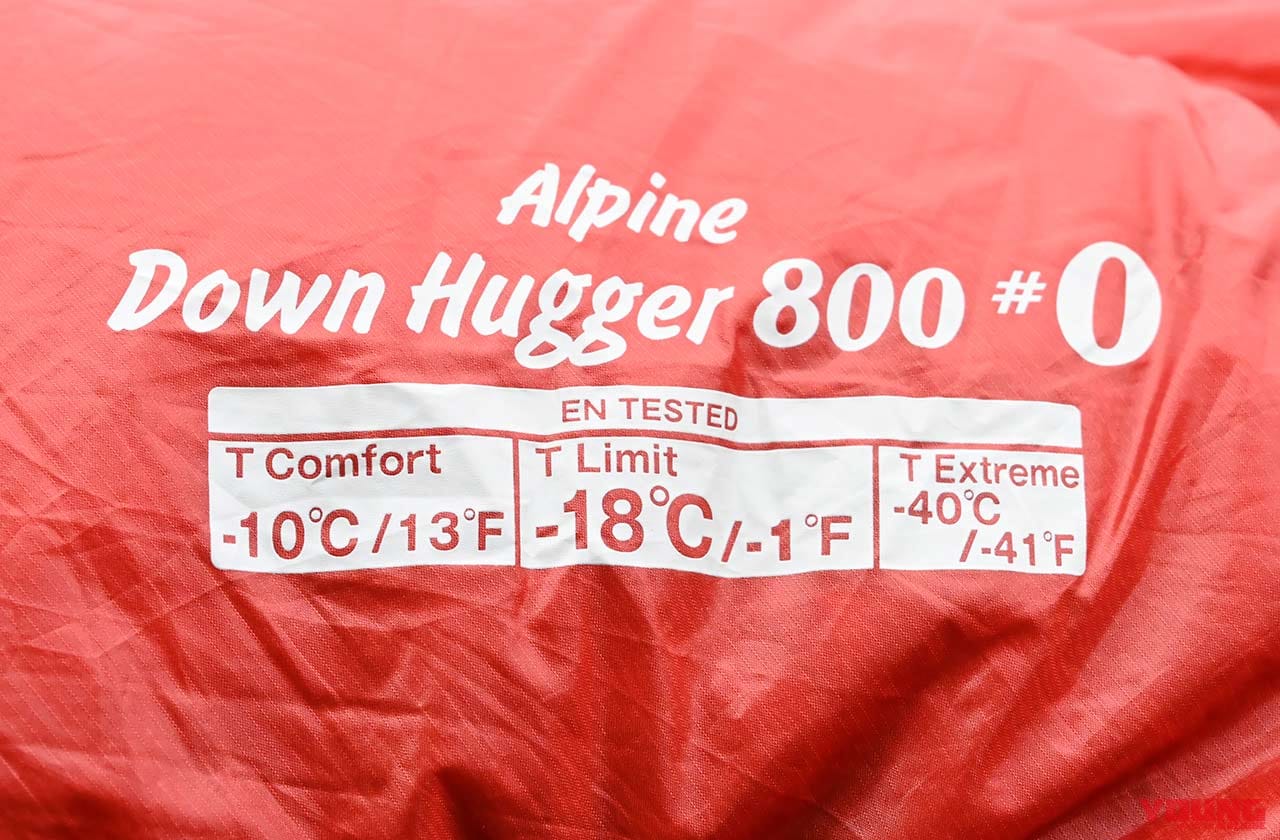 Alpine
Down Hugger 800 #0
EN TESTED
T Comfort
-10°C/13°F
T Limit
-18°C/-1°F
T Extreme
-40°C
/-41°F